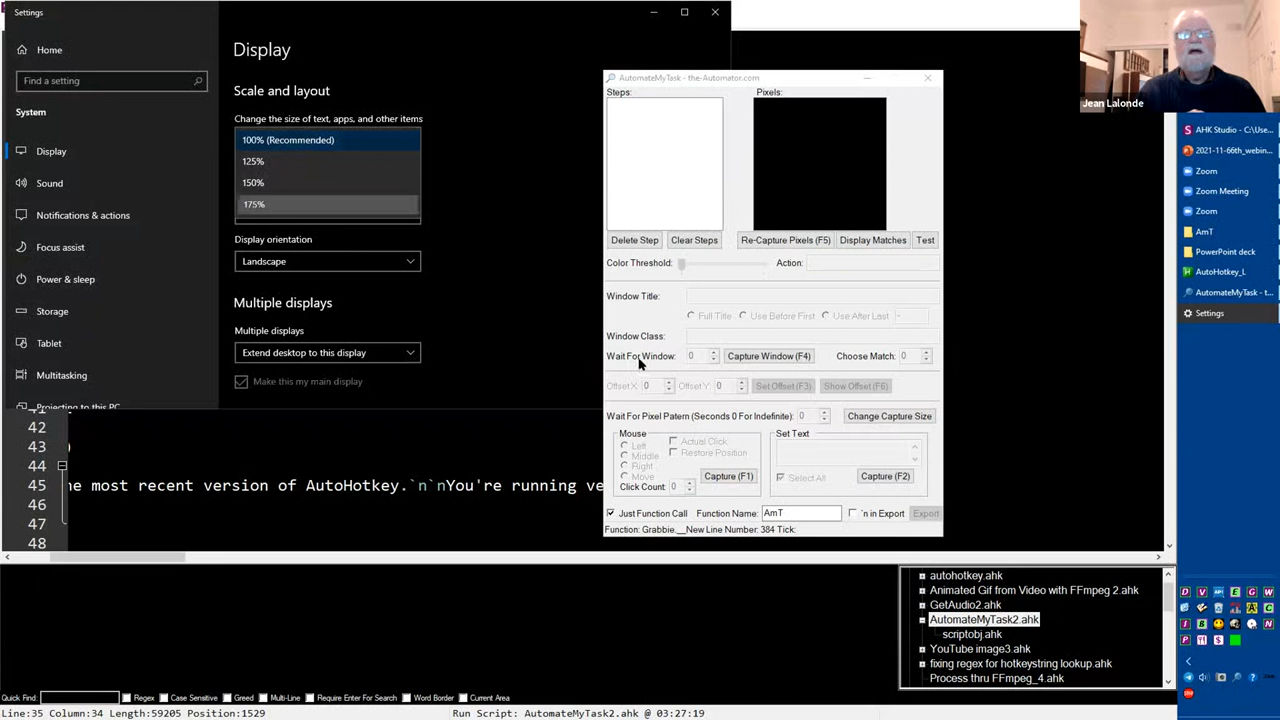 Settings
Home
Find a setting
System
Display
Sound
Notifications & actions
Focus assist
Power & sleep
Storage
Tablet
Multitasking
Projecting to this PC
Display
Scale and layout
Change the size of text, apps, and other items
100% (Recommended)
125%
150%
175%
Display orientation
Landscape
Multiple displays
Multiple displays
Extend desktop to this display
Make this my main display
AutomateMyTask - the-Automator.com
Steps:
Pixels:
Delete Step
Clear Steps
Re-Capture Pixels (F5)
Display Matches
Test
Color Threshold:
Action:
Window Title:
Full Title
Use Before First
Use After Last
-
Window Class:
Wait For Window:
0
Capture Window (F4)
Choose Match:
0
Offset X:
0
Offset Y:
0
Set Offset (F3)
Show Offset (F6)
Wait For Pixel Patern (Seconds 0 For Indefinite):
0
Change Capture Size
Mouse
Left
Middle
Right
Move
Actual Click
Restore Position
Click Count:
0
Capture (F1)
Set Text
Select All
Capture (F2)
Just Function Call
Function Name:
AmT
`n in Export
Export
Function: Grabbie.__New Line Number: 384 Tick:
Jean Lalonde
AHK Studio - C:\Use...
2021-11-66th_webin...
Zoom
Zoom Meeting
Zoom
AmT
PowerPoint deck
AutoHotkey_L
AutomateMyTask - t...
Settings
42
43 )
44
45 he most recent version of AutoHotkey.`n`nYou're running ve
46
47
48
autohotkey.ahk
Animated Gif from Video with FFmpeg 2.ahk
GetAudio2.ahk
AutomateMyTask2.ahk
scriptobj.ahk
YouTube image3.ahk
fixing regex for hotkeystring lookup.ahk
Process thru FFmpeg_4.ahk
Quick Find:
Regex
Case Sensitive
Greed
Multi-Line
Require Enter For Search
Word Border
Current Area
Line:35 Column:34 Length:59205 Position:1529
Run Script: AutomateMyTask2.ahk @ 03:27:19